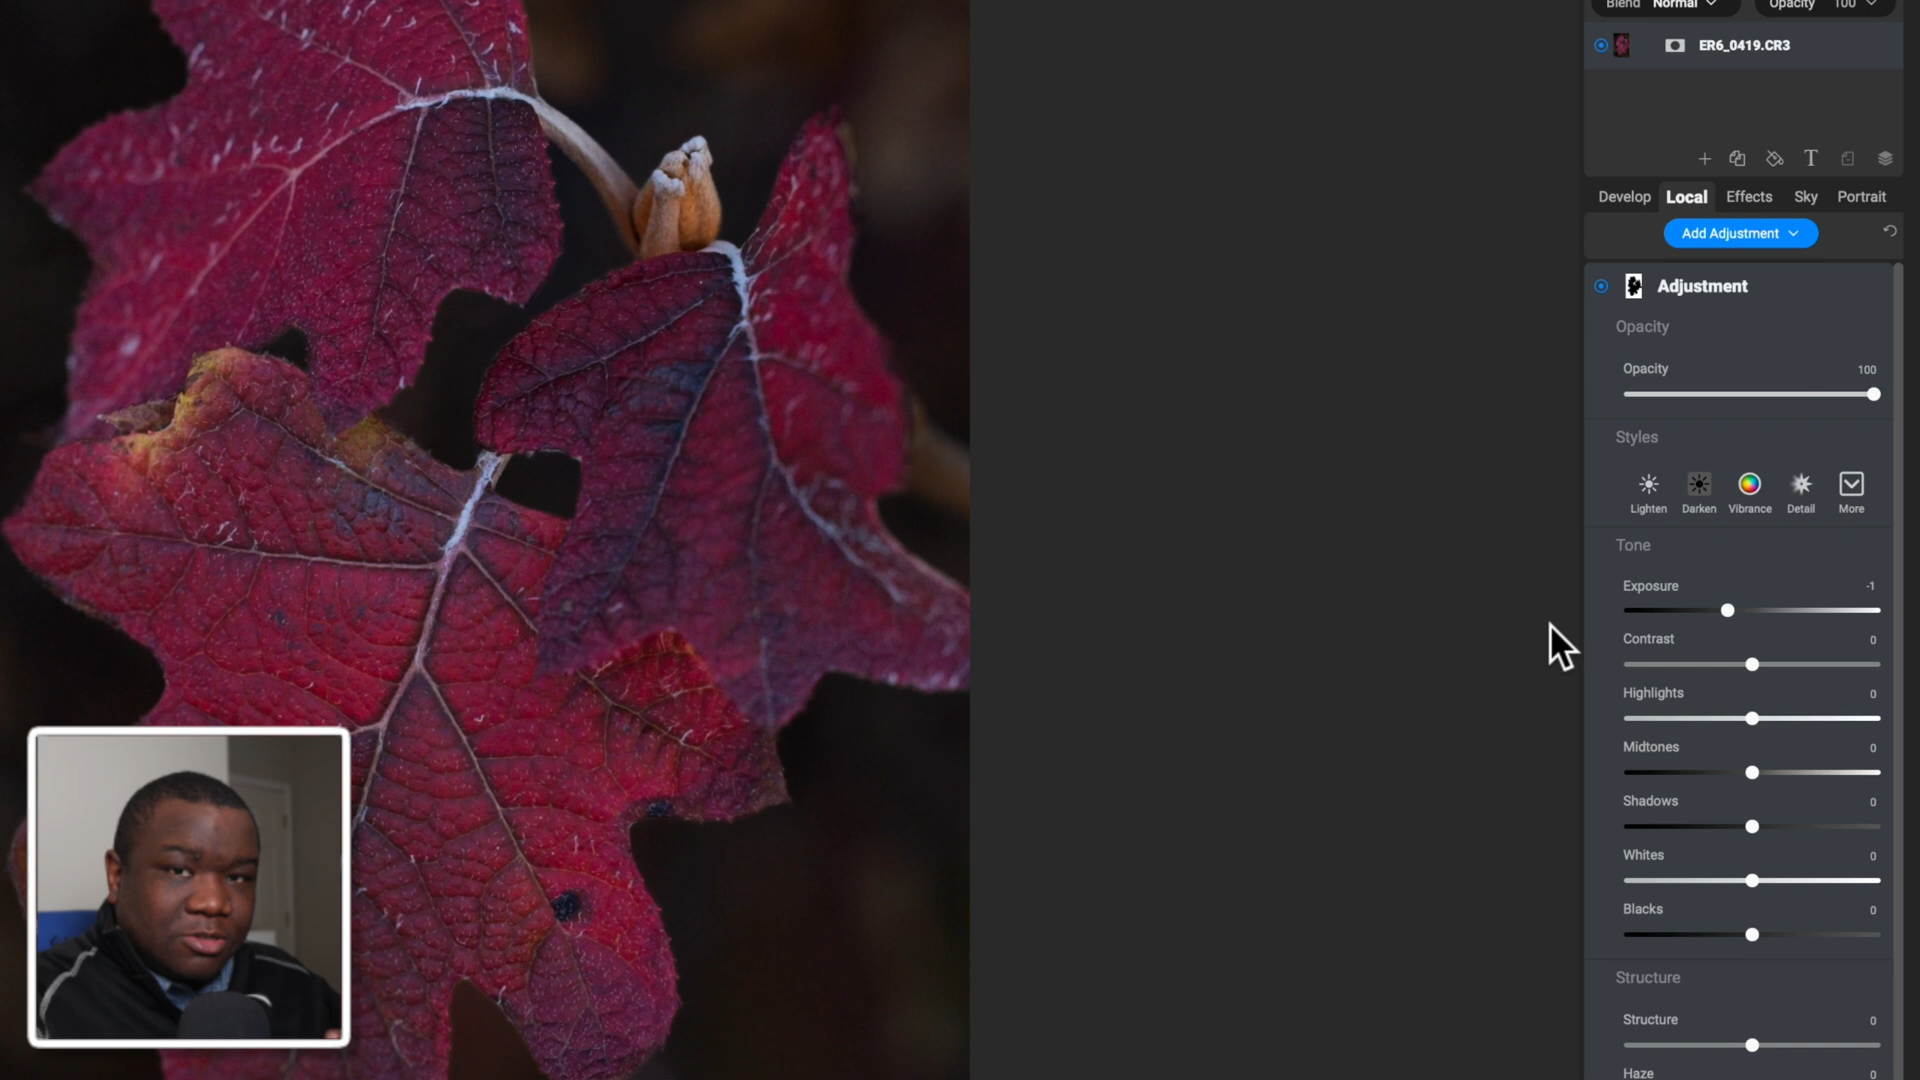 Blend Normal Opacity 100
ER6_0419.CR3
T
Develop Local Effects Sky Portrait
Add Adjustment
Adjustment
Opacity
Opacity 100
Styles
Lighten Darken Vibrance Detail More
Tone
Exposure -1
Contrast 0
Highlights 0
Midtones 0
Shadows 0
Whites 0
Blacks 0
Structure
Structure 0
Haze 0